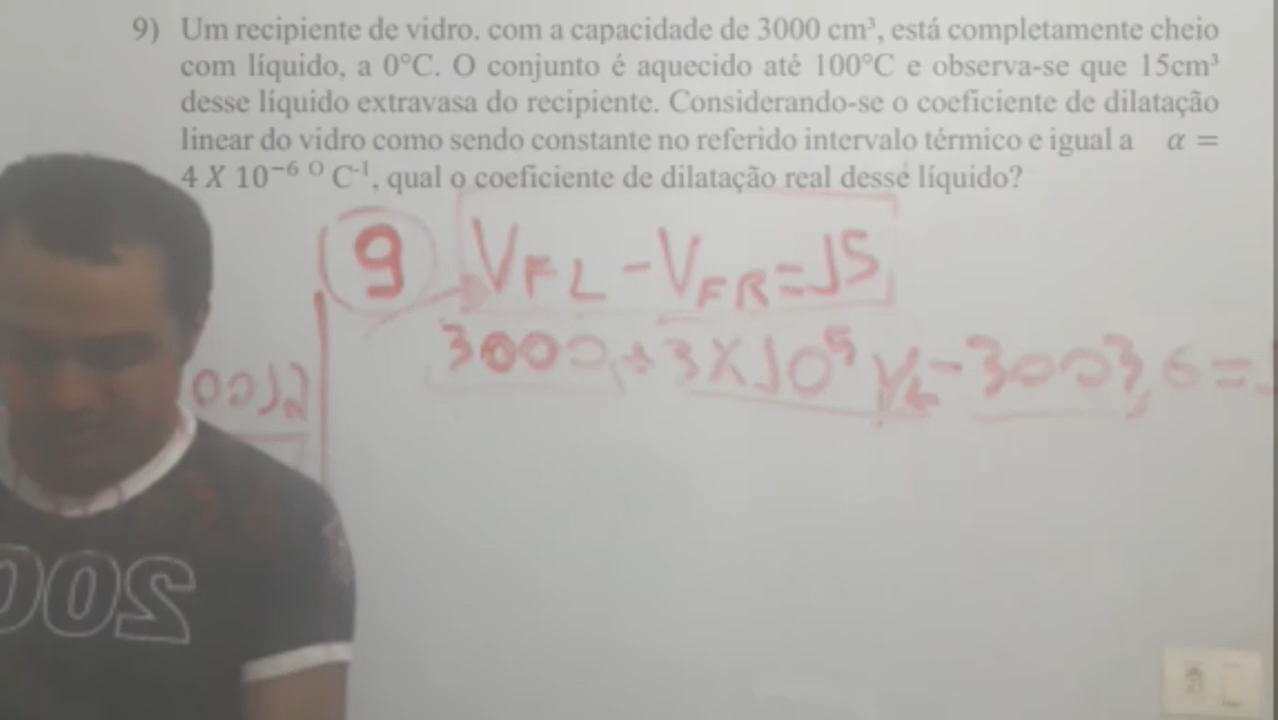 9) Um recipiente de vidro. com a capacidade de 3000 cm³, está completamente cheio
com líquido, a 0°C. O conjunto é aquecido até 100°C e observa-se que 15cm³
desse líquido extravasa do recipiente. Considerando-se o coeficiente de dilatação
linear do vidro como sendo constante no referido intervalo térmico e igual a α =
4 X 10⁻⁶ ᴼ C⁻¹, qual o coeficiente de dilatação real desse líquido?
9 VFL - VFR = 15
3000 + 3X10⁵ γL - 3003,6 =
200